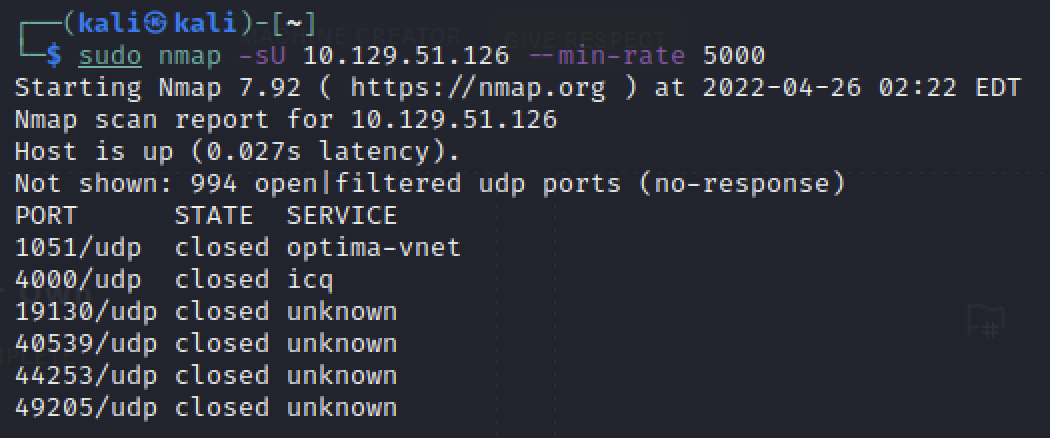 ┌──(kali㉿kali)-[~]
└─$ sudo nmap -sU 10.129.51.126 --min-rate 5000
Starting Nmap 7.92 ( https://nmap.org ) at 2022-04-26 02:22 EDT
Nmap scan report for 10.129.51.126
Host is up (0.027s latency).
Not shown: 994 open|filtered udp ports (no-response)
PORT      STATE  SERVICE
1051/udp  closed optima-vnet
4000/udp  closed icq
19130/udp closed unknown
40539/udp closed unknown
44253/udp closed unknown
49205/udp closed unknown